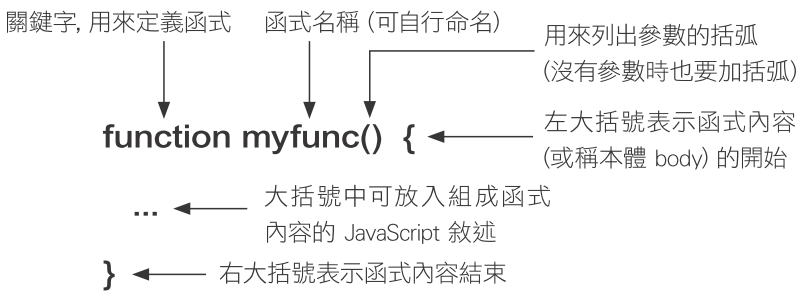 關鍵字, 用來定義函式
函式名稱 (可自行命名)
用來列出參數的括弧
(沒有參數時也要加括弧)
function myfunc() {
左大括號表示函式內容
(或稱本體 body) 的開始
...
大括號中可放入組成函式
內容的 JavaScript 敘述
}
右大括號表示函式內容結束